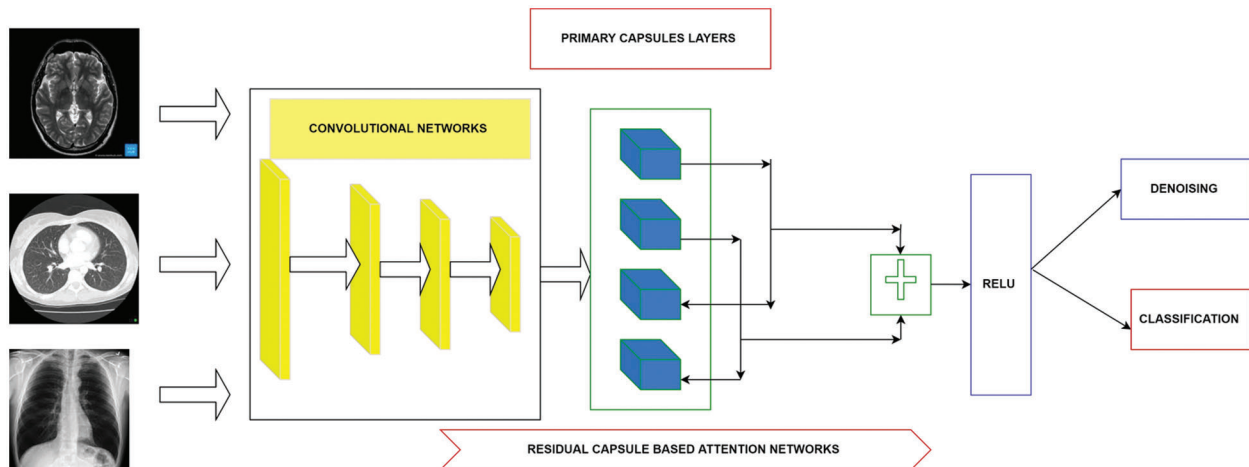 PRIMARY CAPSULES LAYERS
CONVOLUTIONAL NETWORKS
RELU
DENOISING
CLASSIFICATION
RESIDUAL CAPSULE BASED ATTENTION NETWORKS